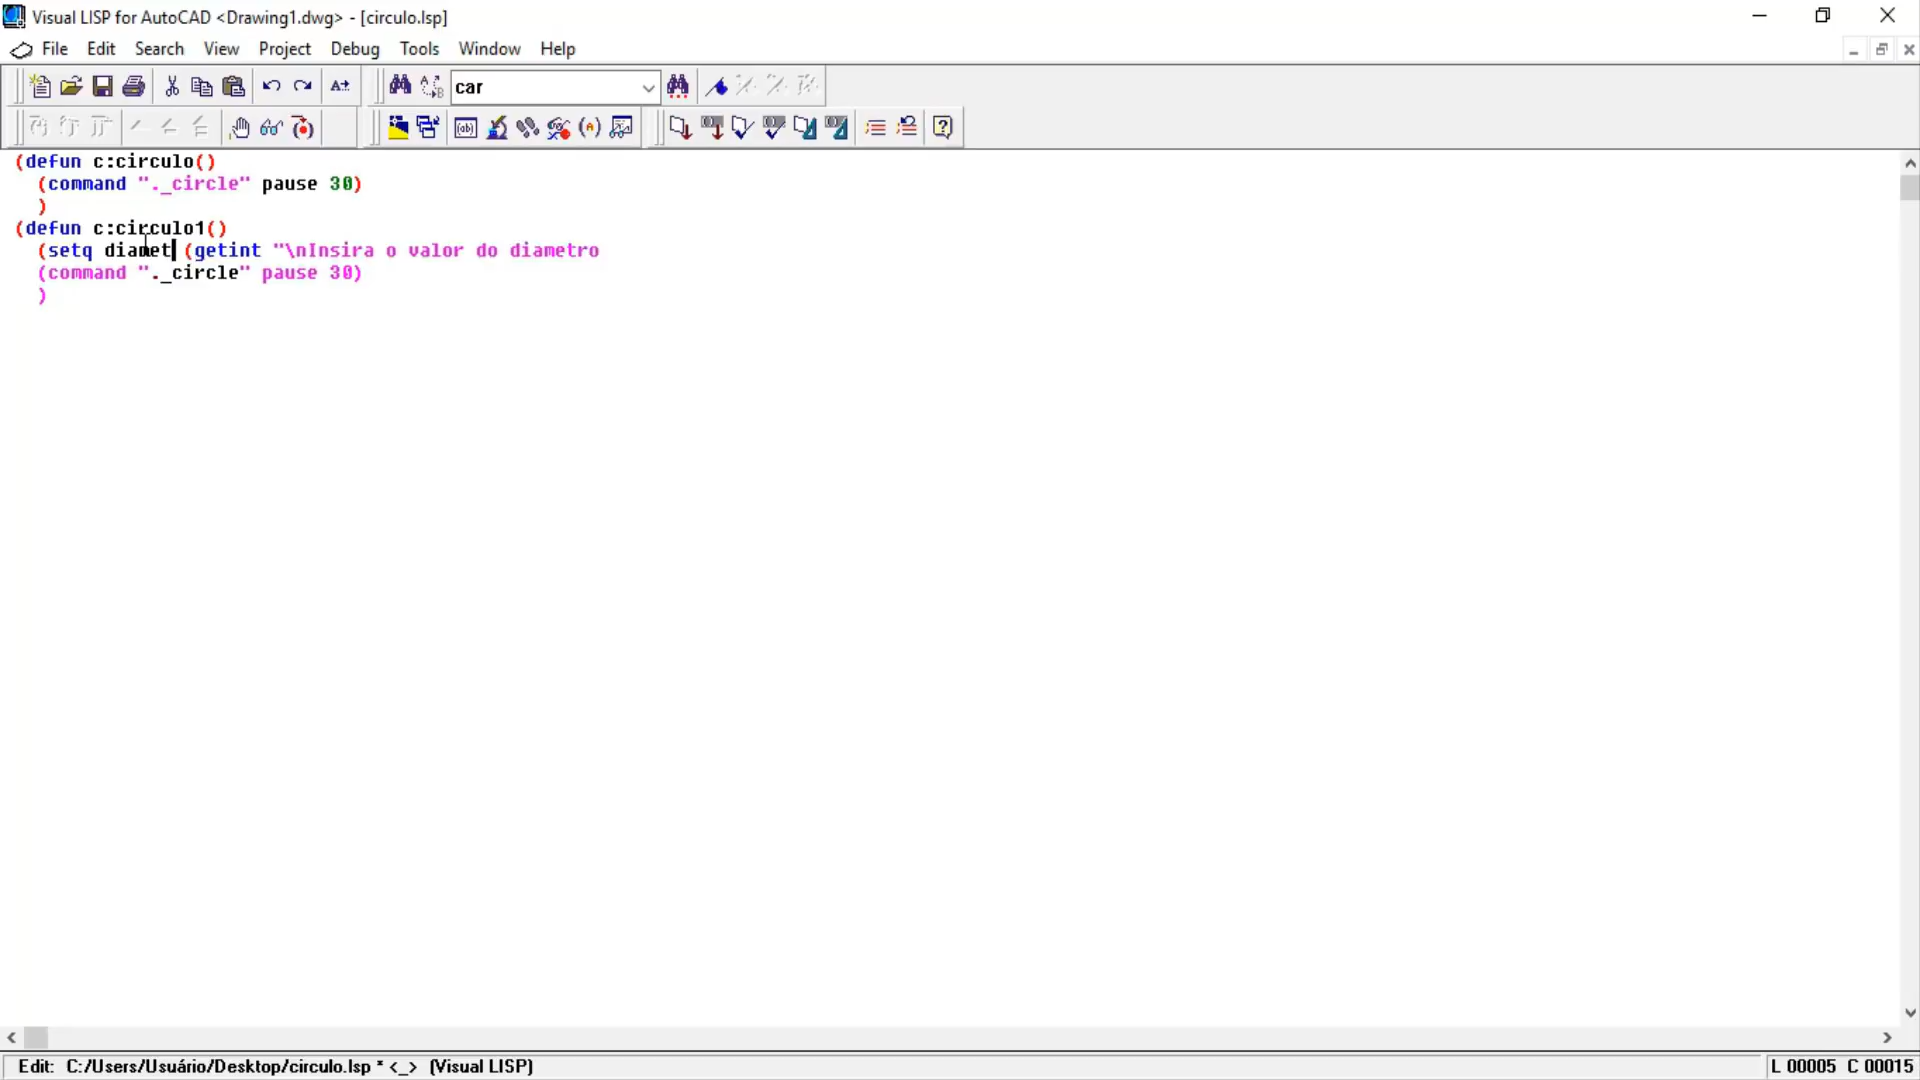 Visual LISP for AutoCAD <Drawing1.dwg> - [circulo.lsp]
File Edit Search View Project Debug Tools Window Help
car
(defun c:circulo()
(command "._circle" pause 30)
)
(defun c:circulo1()
(setq diamet (getint "\nInsira o valor do diametro
(command "._circle" pause 30)
)
Edit: C:/Users/Usuário/Desktop/circulo.lsp * <_> (Visual LISP)
L 00005 C 00015